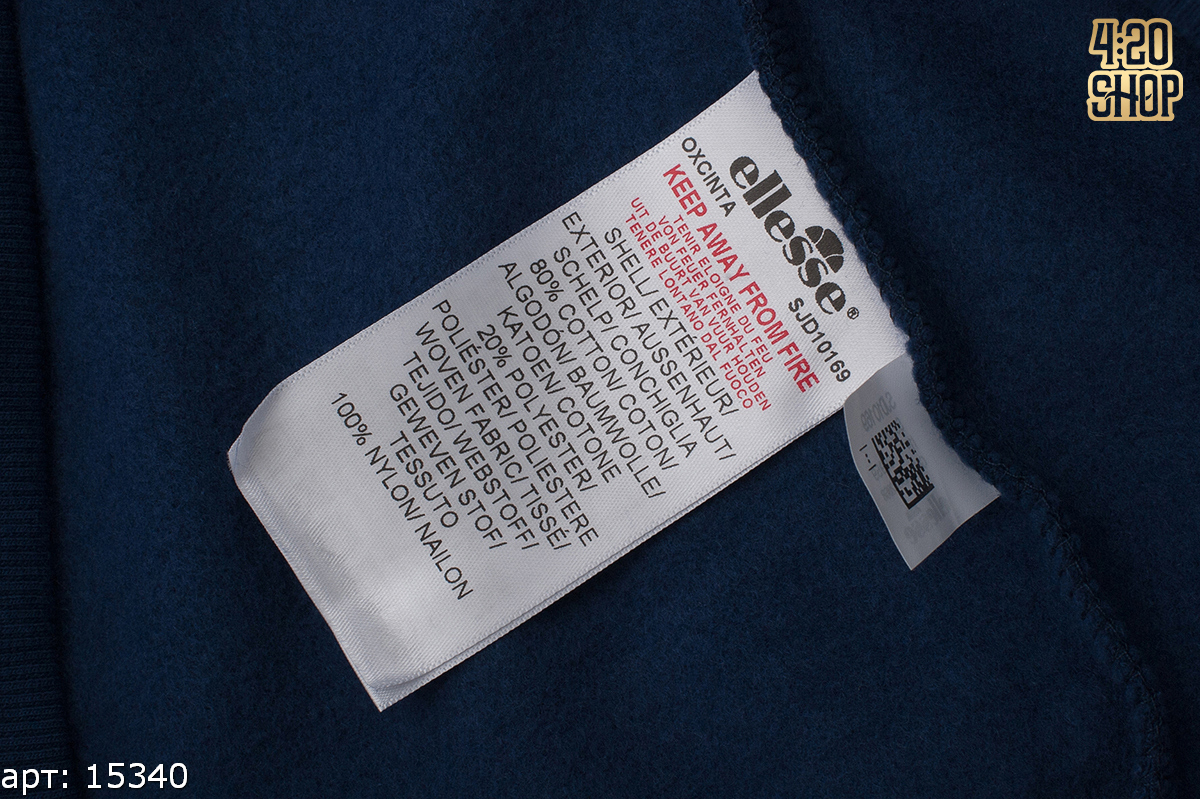 4:20
SHOP
ellesse®
OXCINTA SJD10169
KEEP AWAY FROM FIRE
TENIR ELOIGNE DU FEU
VON FEUER FERNHALTEN
UIT DE BUURT VAN VUUR HOUDEN
TENERE LONTANO DAL FUOCO
SHELL/ EXTÉRIEUR/
EXTERIOR/ AUSSENHAUT/
SCHELP/ CONCHIGLIA
80% COTTON/ COTON/
ALGODÓN/ BAUMWOLLE/
KATOEN/ COTONE
20% POLYESTER/
POLIÉSTER/ POLIESTERE
WOVEN FABRIC/ TISSÉ/
TEJIDO/ WEBSTOFF/
GEWEVEN STOF/
TESSUTO
100% NYLON/ NAILON
арт: 15340